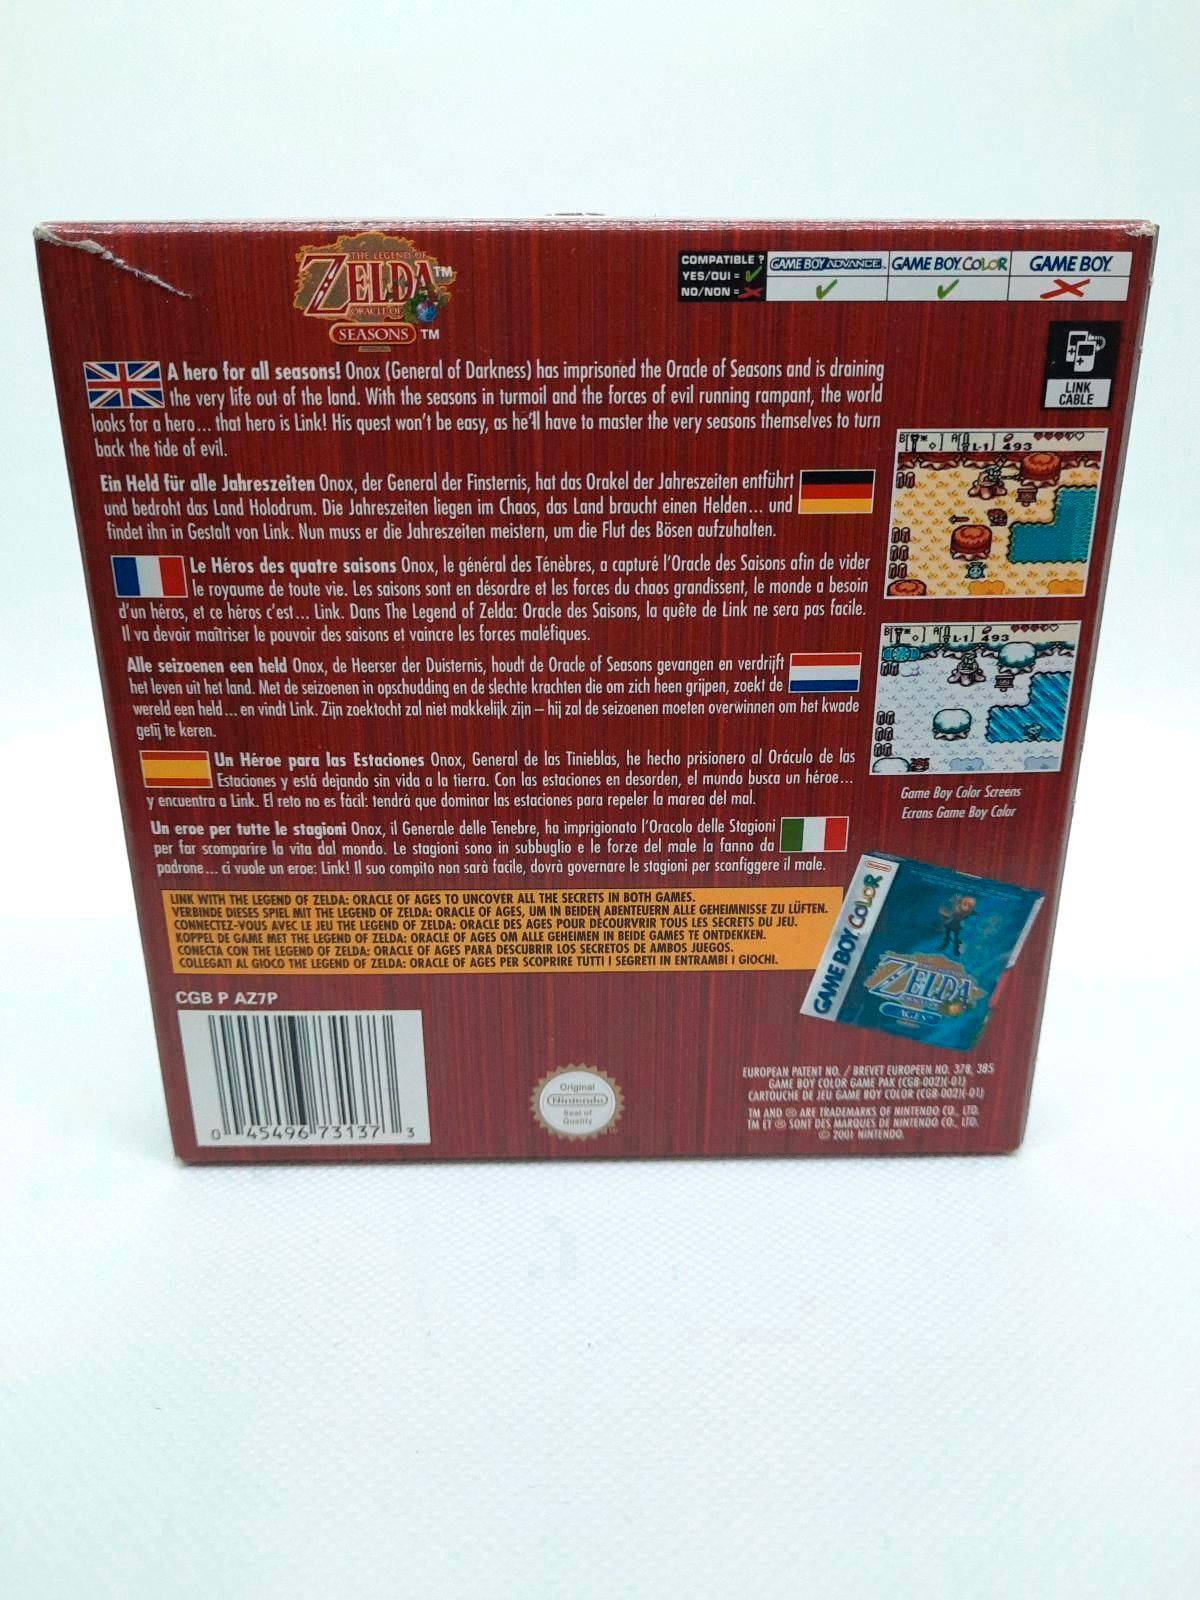 THE LEGEND OF
ZELDA™
ORACLE OF
SEASONS ™
COMPATIBLE ?
YES/OUI = ✓
NO/NON = ✗
GAME BOY ADVANCE
GAME BOY COLOR
GAME BOY
LINK
CABLE
A hero for all seasons! Onox (General of Darkness) has imprisoned the Oracle of Seasons and is draining
the very life out of the land. With the seasons in turmoil and the forces of evil running rampant, the world
looks for a hero... that hero is Link! His quest won't be easy, as he'll have to master the very seasons themselves to turn
back the tide of evil.
Ein Held für alle Jahreszeiten Onox, der General der Finsternis, hat das Orakel der Jahreszeiten entführt
und bedroht das Land Holodrum. Die Jahreszeiten liegen im Chaos, das Land braucht einen Helden... und
findet ihn in Gestalt von Link. Nun muss er die Jahreszeiten meistern, um die Flut des Bösen aufzuhalten.
Le Héros des quatre saisons Onox, le général des Ténèbres, a capturé l'Oracle des Saisons afin de vider
le royaume de toute vie. Les saisons sont en désordre et les forces du chaos grandissent, le monde a besoin
d'un héros, et ce héros c'est... Link. Dans The Legend of Zelda: Oracle des Saisons, la quête de Link ne sera pas facile.
Il va devoir maîtriser le pouvoir des saisons et vaincre les forces maléfiques.
Alle seizoenen een held Onox, de Heerser der Duisternis, houdt de Oracle of Seasons gevangen en verdrijft
het leven uit het land. Met de seizoenen in opschudding en de slechte krachten die om zich heen grijpen, zoekt de
wereld een held... en vindt Link. Zijn zoektocht zal niet makkelijk zijn – hij zal de seizoenen moeten overwinnen om het kwade
getij te keren.
Un Héroe para las Estaciones Onox, General de las Tinieblas, he hecho prisionero al Oráculo de las
Estaciones y está dejando sin vida a la tierra. Con las estaciones en desorden, el mundo busca un héroe...
y encuentra a Link. El reto no es fácil: tendrá que dominar las estaciones para repeler la marea del mal.
Un eroe per tutte le stagioni Onox, il Generale delle Tenebre, ha imprigionato l'Oracolo delle Stagioni
per far scomparire la vita dal mondo. Le stagioni sono in subbuglio e le forze del male la fanno da
padrone... ci vuole un eroe: Link! Il suo compito non sarà facile, dovrà governare le stagioni per sconfiggere il male.
B A L-1 493
B A L-1 493
Game Boy Color Screens
Ecrans Game Boy Color
LINK WITH THE LEGEND OF ZELDA: ORACLE OF AGES TO UNCOVER ALL THE SECRETS IN BOTH GAMES.
VERBINDE DIESES SPIEL MIT THE LEGEND OF ZELDA: ORACLE OF AGES, UM IN BEIDEN ABENTEUERN ALLE GEHEIMNISSE ZU LÜFTEN.
CONNECTEZ-VOUS AVEC LE JEU THE LEGEND OF ZELDA: ORACLE DES AGES POUR DÉCOURVRIR TOUS LES SECRETS DU JEU.
KOPPEL DE GAME MET THE LEGEND OF ZELDA: ORACLE OF AGES OM ALLE GEHEIMEN IN BEIDE GAMES TE ONTDEKKEN.
CONECTA CON THE LEGEND OF ZELDA: ORACLE OF AGES PARA DESCUBRIR LOS SECRETOS DE AMBOS JUEGOS.
COLLEGATI AL GIOCO THE LEGEND OF ZELDA: ORACLE OF AGES PER SCOPRIRE TUTTI I SEGRETI IN ENTRAMBI I GIOCHI.
GAME BOY COLOR
ZELDA
AGES
CGB P AZ7P
0 45496 73137 3
Original
Nintendo
Seal of
Quality
EUROPEAN PATENT NO. / BREVET EUROPEEN NO. 378, 385
GAME BOY COLOR GAME PAK (CGB-002)(-01)
CARTOUCHE DE JEU GAME BOY COLOR (CGB-002)(-01)
TM AND ® ARE TRADEMARKS OF NINTENDO CO., LTD.
TM ET ® SONT DES MARQUES DE NINTENDO CO., LTD.
© 2001 NINTENDO.